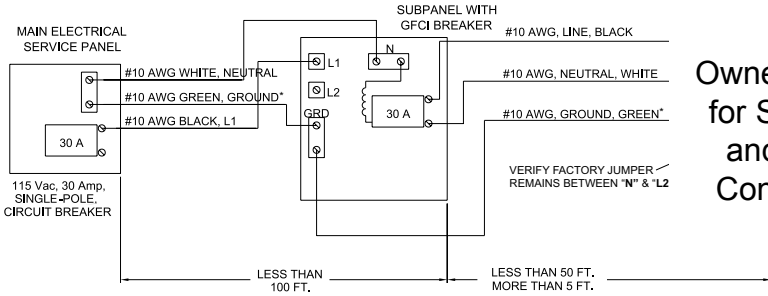 SUBPANEL WITH
GFCI BREAKER
MAIN ELECTRICAL
SERVICE PANEL
#10 AWG WHITE, NEUTRAL
#10 AWG GREEN, GROUND*
#10 AWG BLACK, L1
30 A
115 Vac, 30 Amp,
SINGLE-POLE,
CIRCUIT BREAKER
L1
N
L2
GRD
30 A
#10 AWG, LINE, BLACK
#10 AWG, NEUTRAL, WHITE
#10 AWG, GROUND, GREEN*
VERIFY FACTORY JUMPER
REMAINS BETWEEN "N" & "L2
LESS THAN
100 FT.
LESS THAN 50 FT.
MORE THAN 5 FT.
Owne
for S
and
Con